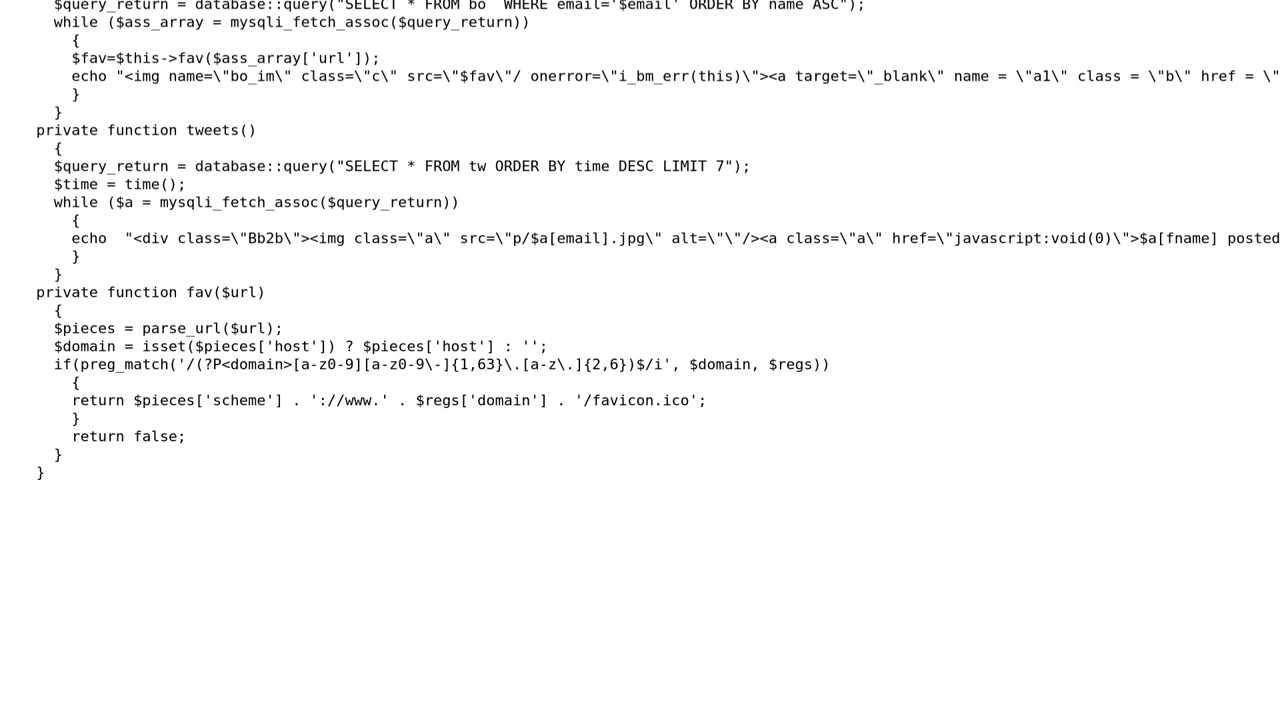 $query_return = database::query("SELECT * FROM bo  WHERE email='$email' ORDER BY name ASC");
while ($ass_array = mysqli_fetch_assoc($query_return))
{
$fav=$this->fav($ass_array['url']);
echo "<img name=\"bo_im\" class=\"c\" src=\"$fav\"/ onerror=\"i_bm_err(this)\"><a target=\"_blank\" name = \"a1\" class = \"b\" href = \"
}
}
private function tweets()
{
$query_return = database::query("SELECT * FROM tw ORDER BY time DESC LIMIT 7");
$time = time();
while ($a = mysqli_fetch_assoc($query_return))
{
echo  "<div class=\"Bb2b\"><img class=\"a\" src=\"p/$a[email].jpg\" alt=\"\"/><a class=\"a\" href=\"javascript:void(0)\">$a[fname] posted
}
}
private function fav($url)
{
$pieces = parse_url($url);
$domain = isset($pieces['host']) ? $pieces['host'] : '';
if(preg_match('/(?P<domain>[a-z0-9][a-z0-9\-]{1,63}\.[a-z\.]{2,6})$/i', $domain, $regs))
{
return $pieces['scheme'] . '://www.' . $regs['domain'] . '/favicon.ico';
}
return false;
}
}